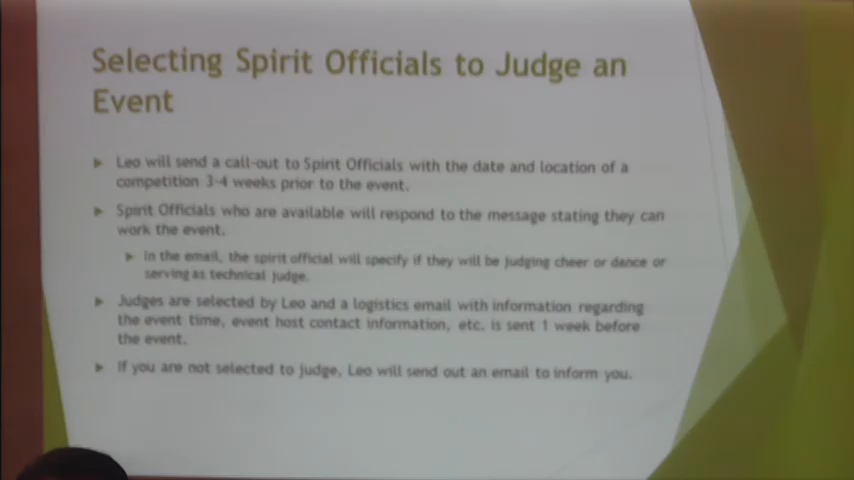 Selecting Spirit Officials to Judge an
Event
Leo will send a call-out to Spirit Officials with the date and location of a
competition 3-4 weeks prior to the event.
Spirit Officials who are available will respond to the message stating they can
work the event.
In the email, the spirit official will specify if they will be judging cheer or dance or
serving as technical judge.
Judges are selected by Leo and a logistics email with information regarding
the event time, event host contact information, etc. is sent 1 week before
the event.
If you are not selected to judge, Leo will send out an email to inform you.